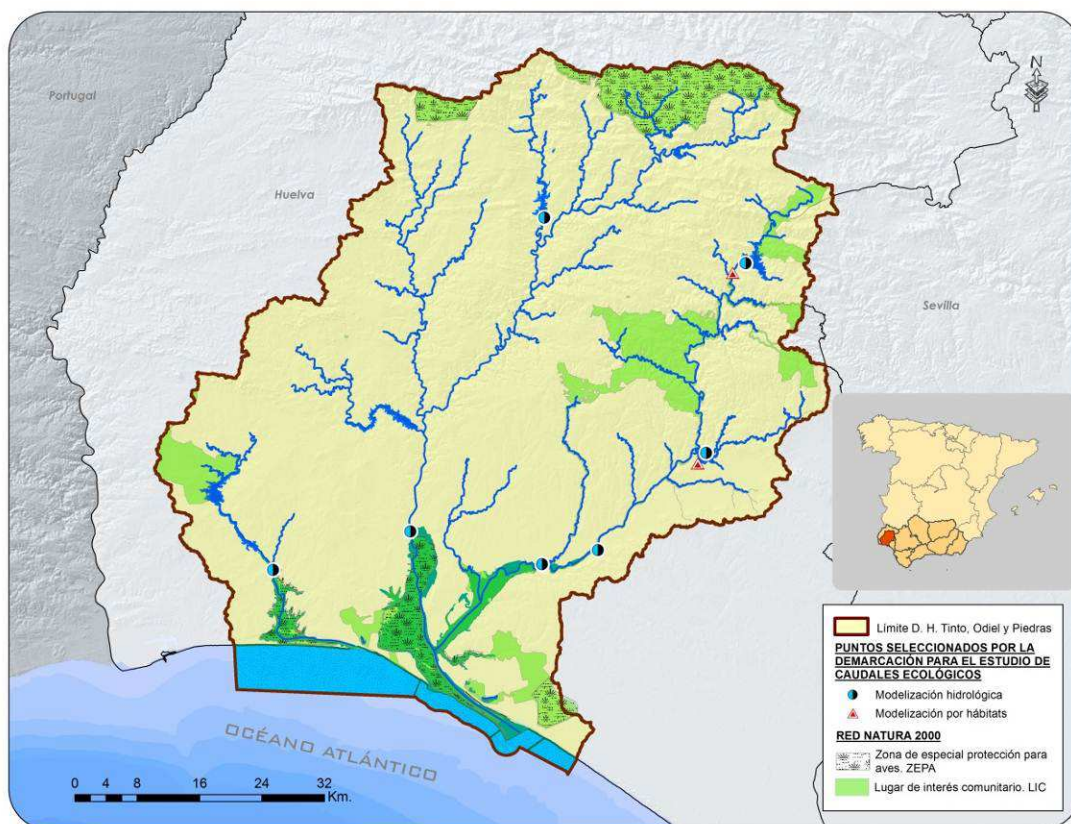 Portugal
N
Huelva
Sevilla
OCÉANO ATLÁNTICO
0 4 8 16 24 32
Km.
Límite D. H. Tinto, Odiel y Piedras
PUNTOS SELECCIONADOS POR LA
DEMARCACIÓN PARA EL ESTUDIO DE
CAUDALES ECOLÓGICOS
Modelización hidrológica
Modelización por hábitats
RED NATURA 2000
Zona de especial protección para
aves. ZEPA
Lugar de interés comunitario. LIC